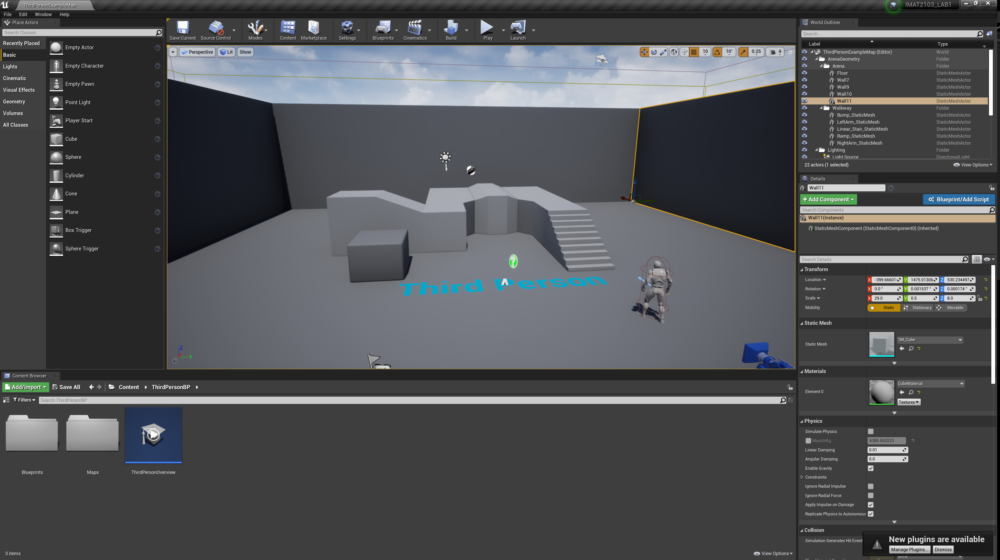 ThirdPersonExampleMap
IMAT2103_LAB1
File Edit Window Help
Place Actors
Search Classes
Recently Placed
Basic
Lights
Cinematic
Visual Effects
Geometry
Volumes
All Classes
Empty Actor
Empty Character
Empty Pawn
Point Light
Player Start
Cube
Sphere
Cylinder
Cone
Plane
Box Trigger
Sphere Trigger
Save Current Source Control Modes Content Marketplace Settings Blueprints Cinematics Build Play Launch
Perspective Lit Show
10 10° 0.25 4
Third Person
Z
X
Y
World Outliner
Search...
Label Type
ThirdPersonExampleMap (Editor) World
ArenaGeometry Folder
Arena Folder
Floor StaticMeshActor
Wall7 StaticMeshActor
Wall9 StaticMeshActor
Wall10 StaticMeshActor
Wall11 StaticMeshActor
Walkway Folder
Bump_StaticMesh StaticMeshActor
LeftArm_StaticMesh StaticMeshActor
Linear_Stair_StaticMesh StaticMeshActor
Ramp_StaticMesh StaticMeshActor
RightArm_StaticMesh StaticMeshActor
Lighting Folder
Light Source DirectionalLight
22 actors (1 selected) View Options
Details
Wall11
+Add Component Blueprint/Add Script
Search Components
Wall11(Instance)
StaticMeshComponent (StaticMeshComponent0) (Inherited)
Search Details
Transform
Location X -399.66601 Y 1475.01306 Z 530.234497
Rotation X 0.0 ° Y 0.001537 ° Z 0.000174 °
Scale X 29.0 Y 0.5 Z 8.0
Mobility Static Stationary Movable
Static Mesh
Static Mesh 1M_Cube
Materials
Element 0 CubeMaterial
Textures
Physics
Simulate Physics
MassInKg 6285.553223
Linear Damping 0.01
Angular Damping 0.0
Enable Gravity
Constraints
Ignore Radial Impulse
Ignore Radial Force
Apply Impulse on Damage
Replicate Physics to Autonomous
Collision
Simulation Generates Hit Event
New plugins are available
Manage Plugins... Dismiss
None
Content Browser
Add/Import Save All Content ThirdPersonBP
Filters Search ThirdPersonBP
Blueprints Maps ThirdPersonOverview
3 items View Options